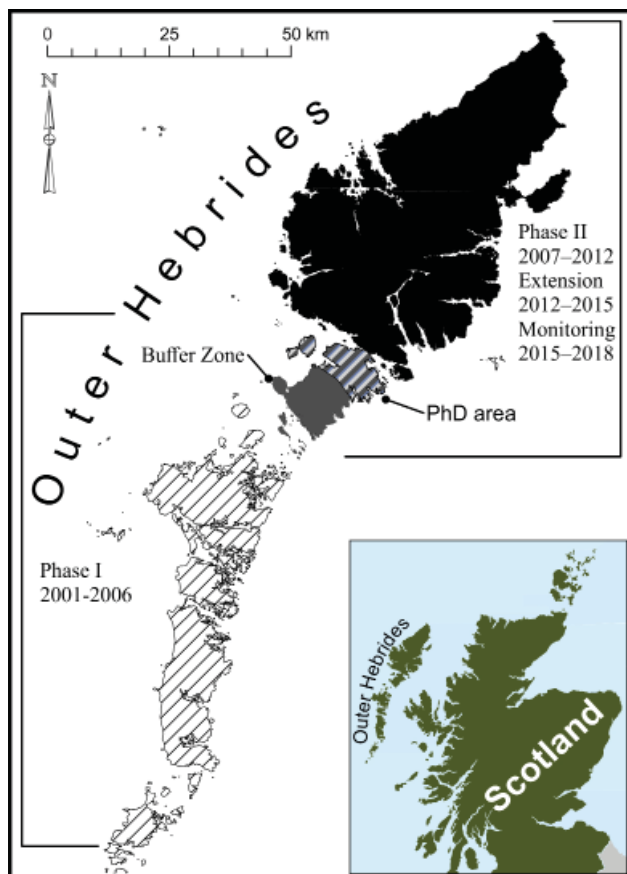 0 25 50 km
N
Outer Hebrides
Phase II
2007–2012
Extension
2012–2015
Monitoring
2015–2018
Buffer Zone
PhD area
Phase I
2001-2006
Outer Hebrides
Scotland